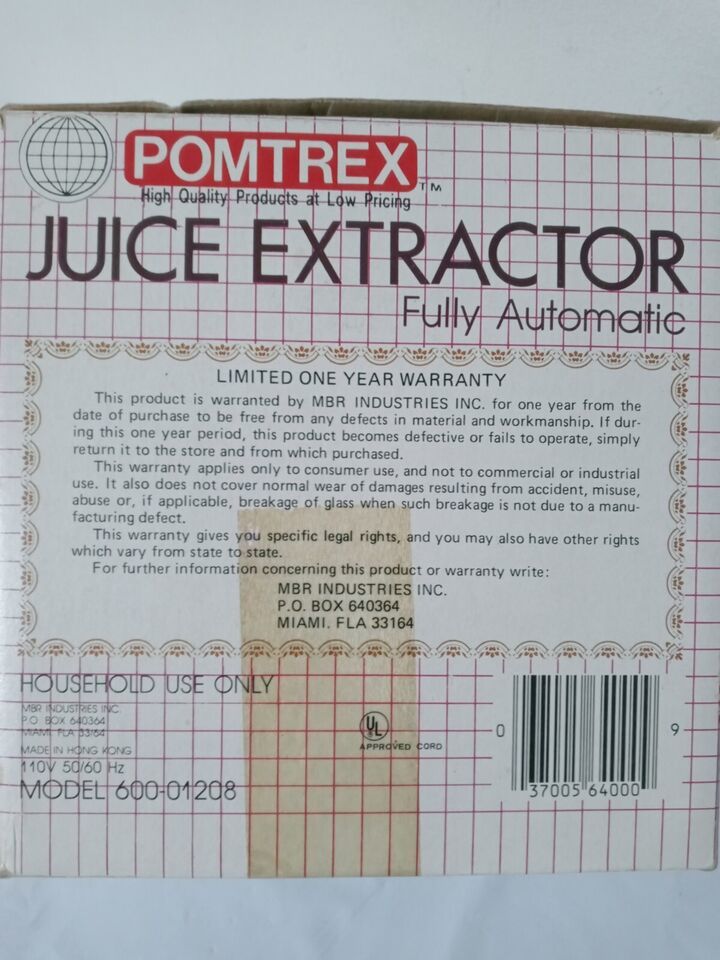 POMTREX TM
High Quality Products at Low Pricing
JUICE EXTRACTOR
Fully Automatic
LIMITED ONE YEAR WARRANTY
This product is warranted by MBR INDUSTRIES INC. for one year from the
date of purchase to be free from any defects in material and workmanship. If dur-
ing this one year period, this product becomes defective or fails to operate, simply
return it to the store and from which purchased.
This warranty applies only to consumer use, and not to commercial or industrial
use. It also does not cover normal wear of damages resulting from accident, misuse,
abuse or, if applicable, breakage of glass when such breakage is not due to a manu-
facturing defect.
This warranty gives you specific legal rights, and you may also have other rights
which vary from state to state.
For further information concerning this product or warranty write:
MBR INDUSTRIES INC.
P.O. BOX 640364
MIAMI. FLA 33164
HOUSEHOLD USE ONLY
MBR INDUSTRIES INC.
P.O. BOX 640364
MIAMI, FLA 33164
MADE IN HONG KONG
110V 50/60 Hz
MODEL 600-01208
UL
APPROVED CORD
0 37005 64000 9